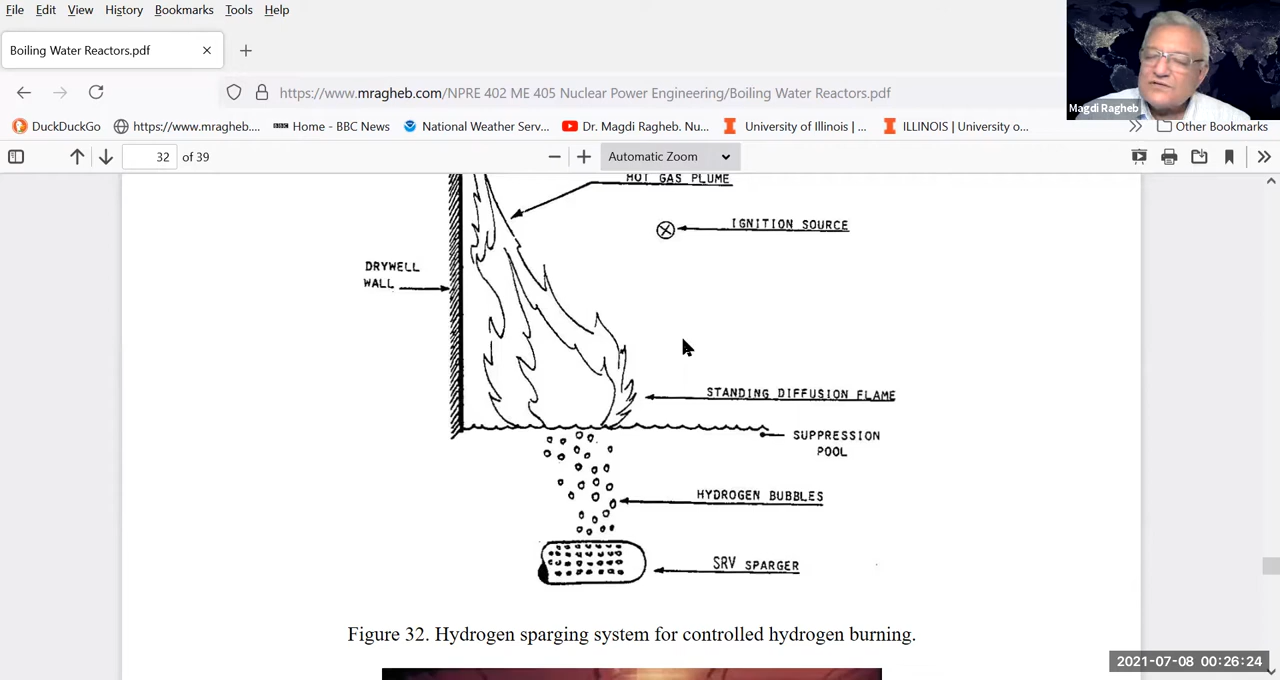 File Edit View History Bookmarks Tools Help
Boiling Water Reactors.pdf
https://www.mragheb.com/NPRE 402 ME 405 Nuclear Power Engineering/Boiling Water Reactors.pdf
Magdi Ragheb
DuckDuckGo https://www.mragheb... Home - BBC News National Weather Serv... Dr. Magdi Ragheb. Nu... University of Illinois |... ILLINOIS | University o... Other Bookmarks
32 of 39 Automatic Zoom
HOT GAS PLUME
IGNITION SOURCE
DRYWELL
WALL
STANDING DIFFUSION FLAME
SUPPRESSION
POOL
HYDROGEN BUBBLES
SRV SPARGER
Figure 32. Hydrogen sparging system for controlled hydrogen burning.
2021-07-08 00:26:24